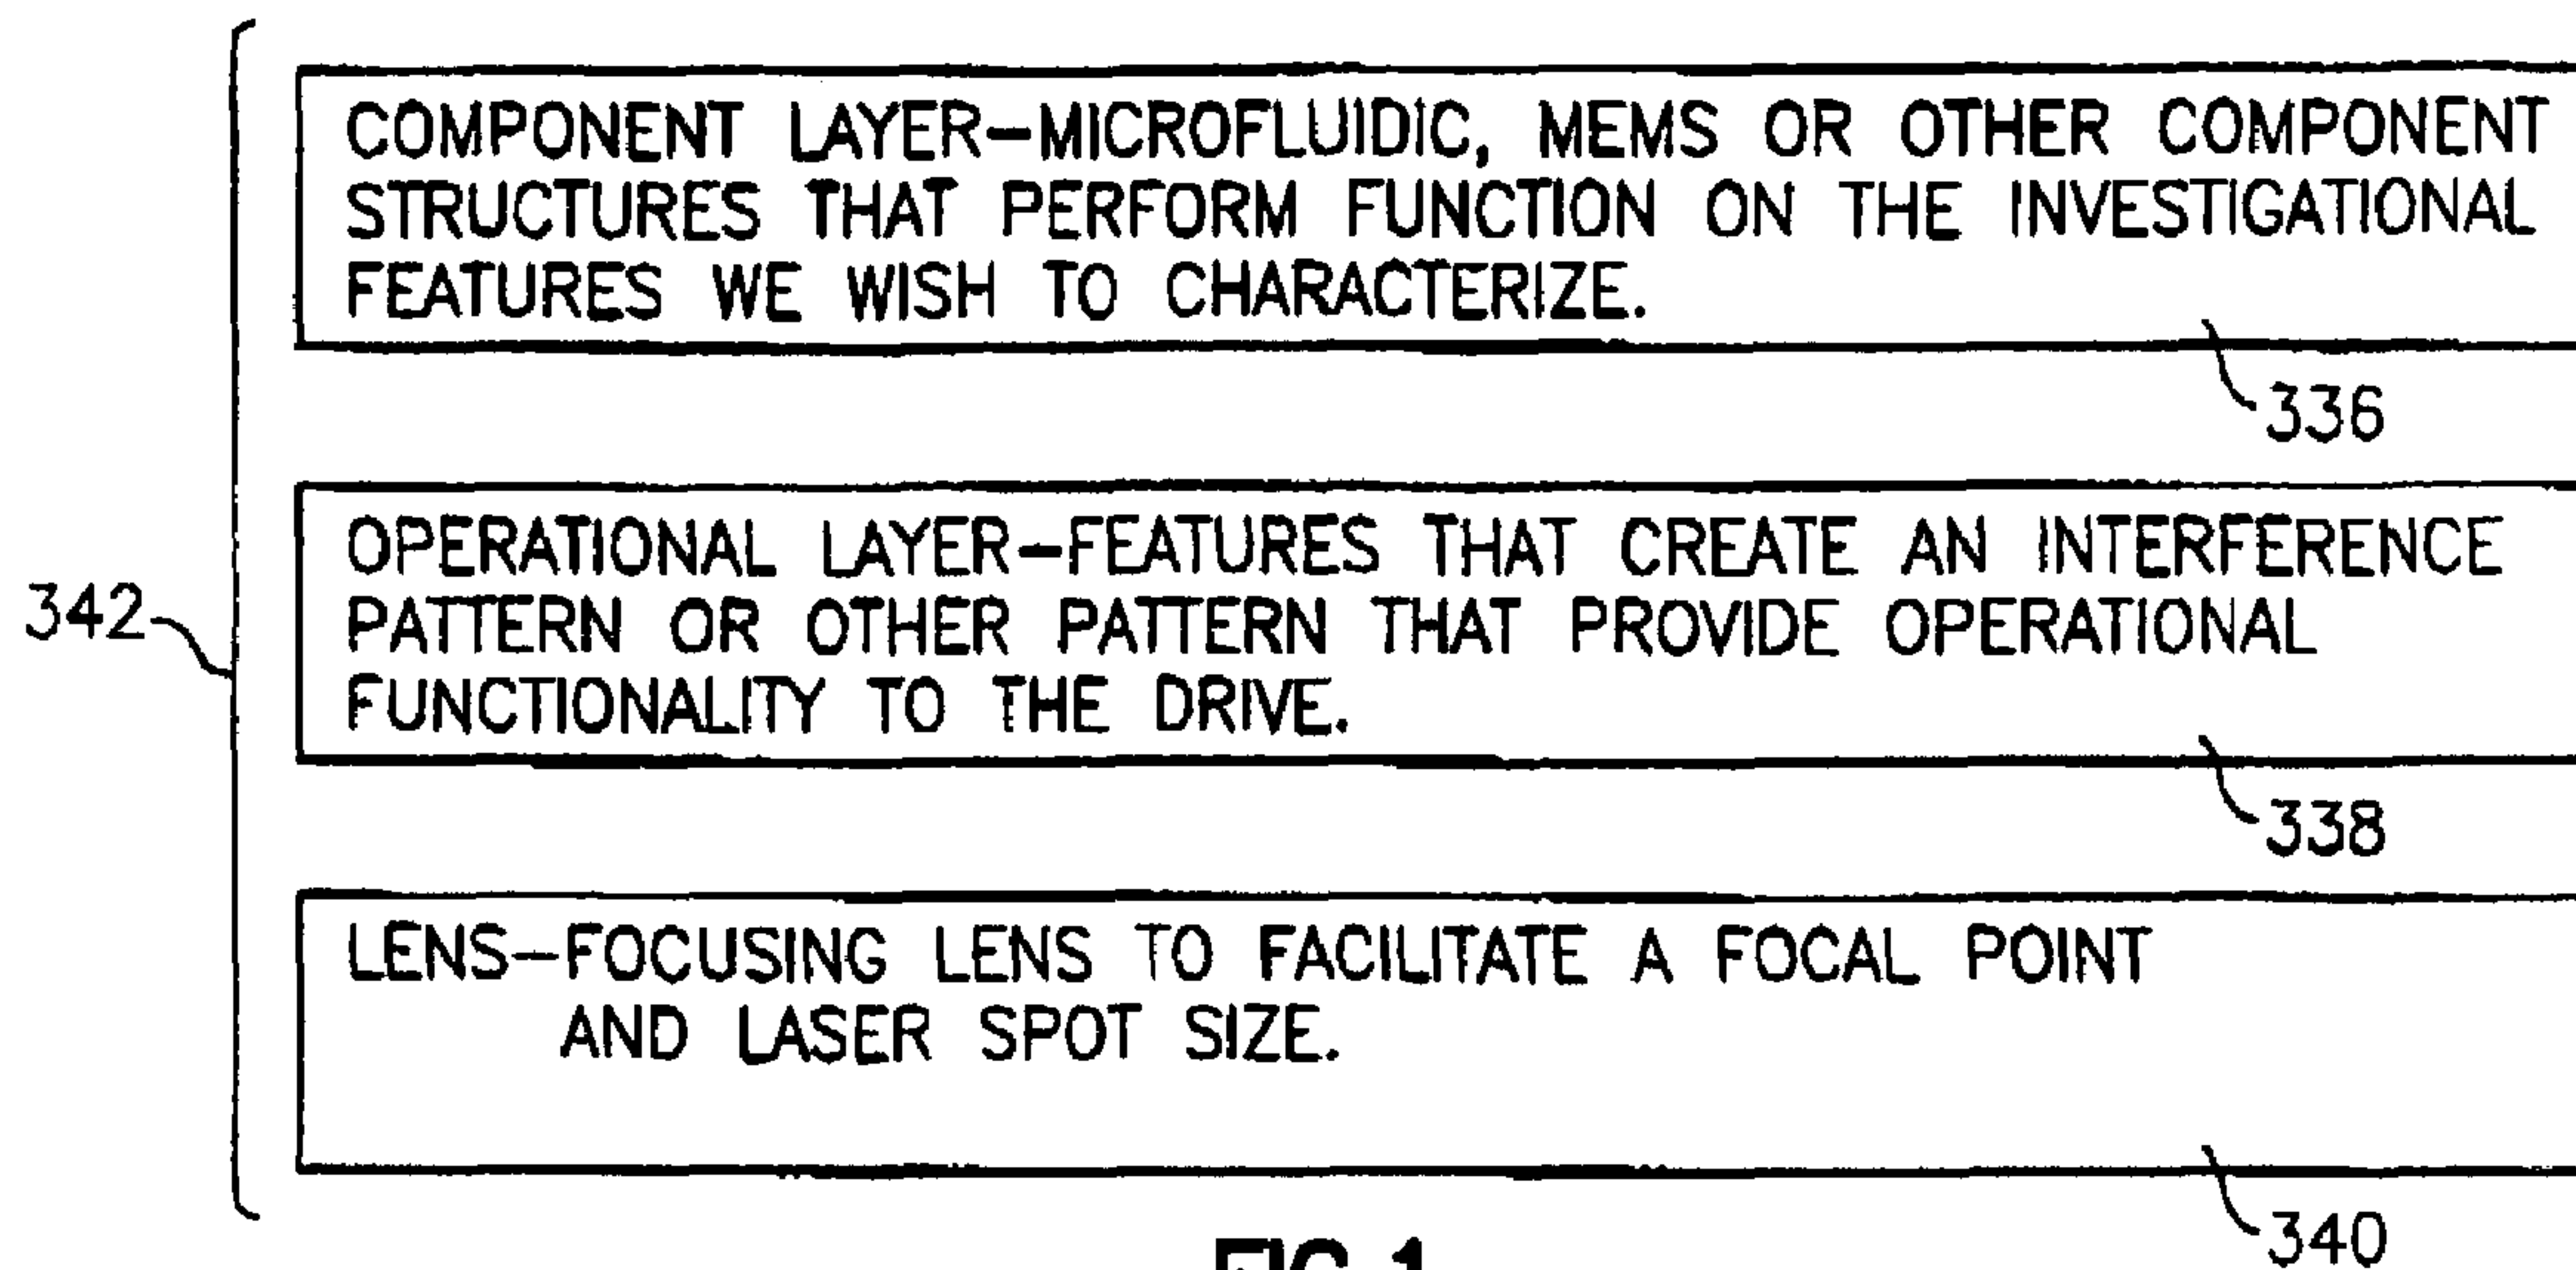 COMPONENT LAYER–MICROFLUIDIC, MEMS OR OTHER COMPONENT
STRUCTURES THAT PERFORM FUNCTION ON THE INVESTIGATIONAL
FEATURES WE WISH TO CHARACTERIZE.
336
OPERATIONAL LAYER–FEATURES THAT CREATE AN INTERFERENCE
PATTERN OR OTHER PATTERN THAT PROVIDE OPERATIONAL
FUNCTIONALITY TO THE DRIVE.
342
338
LENS–FOCUSING LENS TO FACILITATE A FOCAL POINT
AND LASER SPOT SIZE.
340